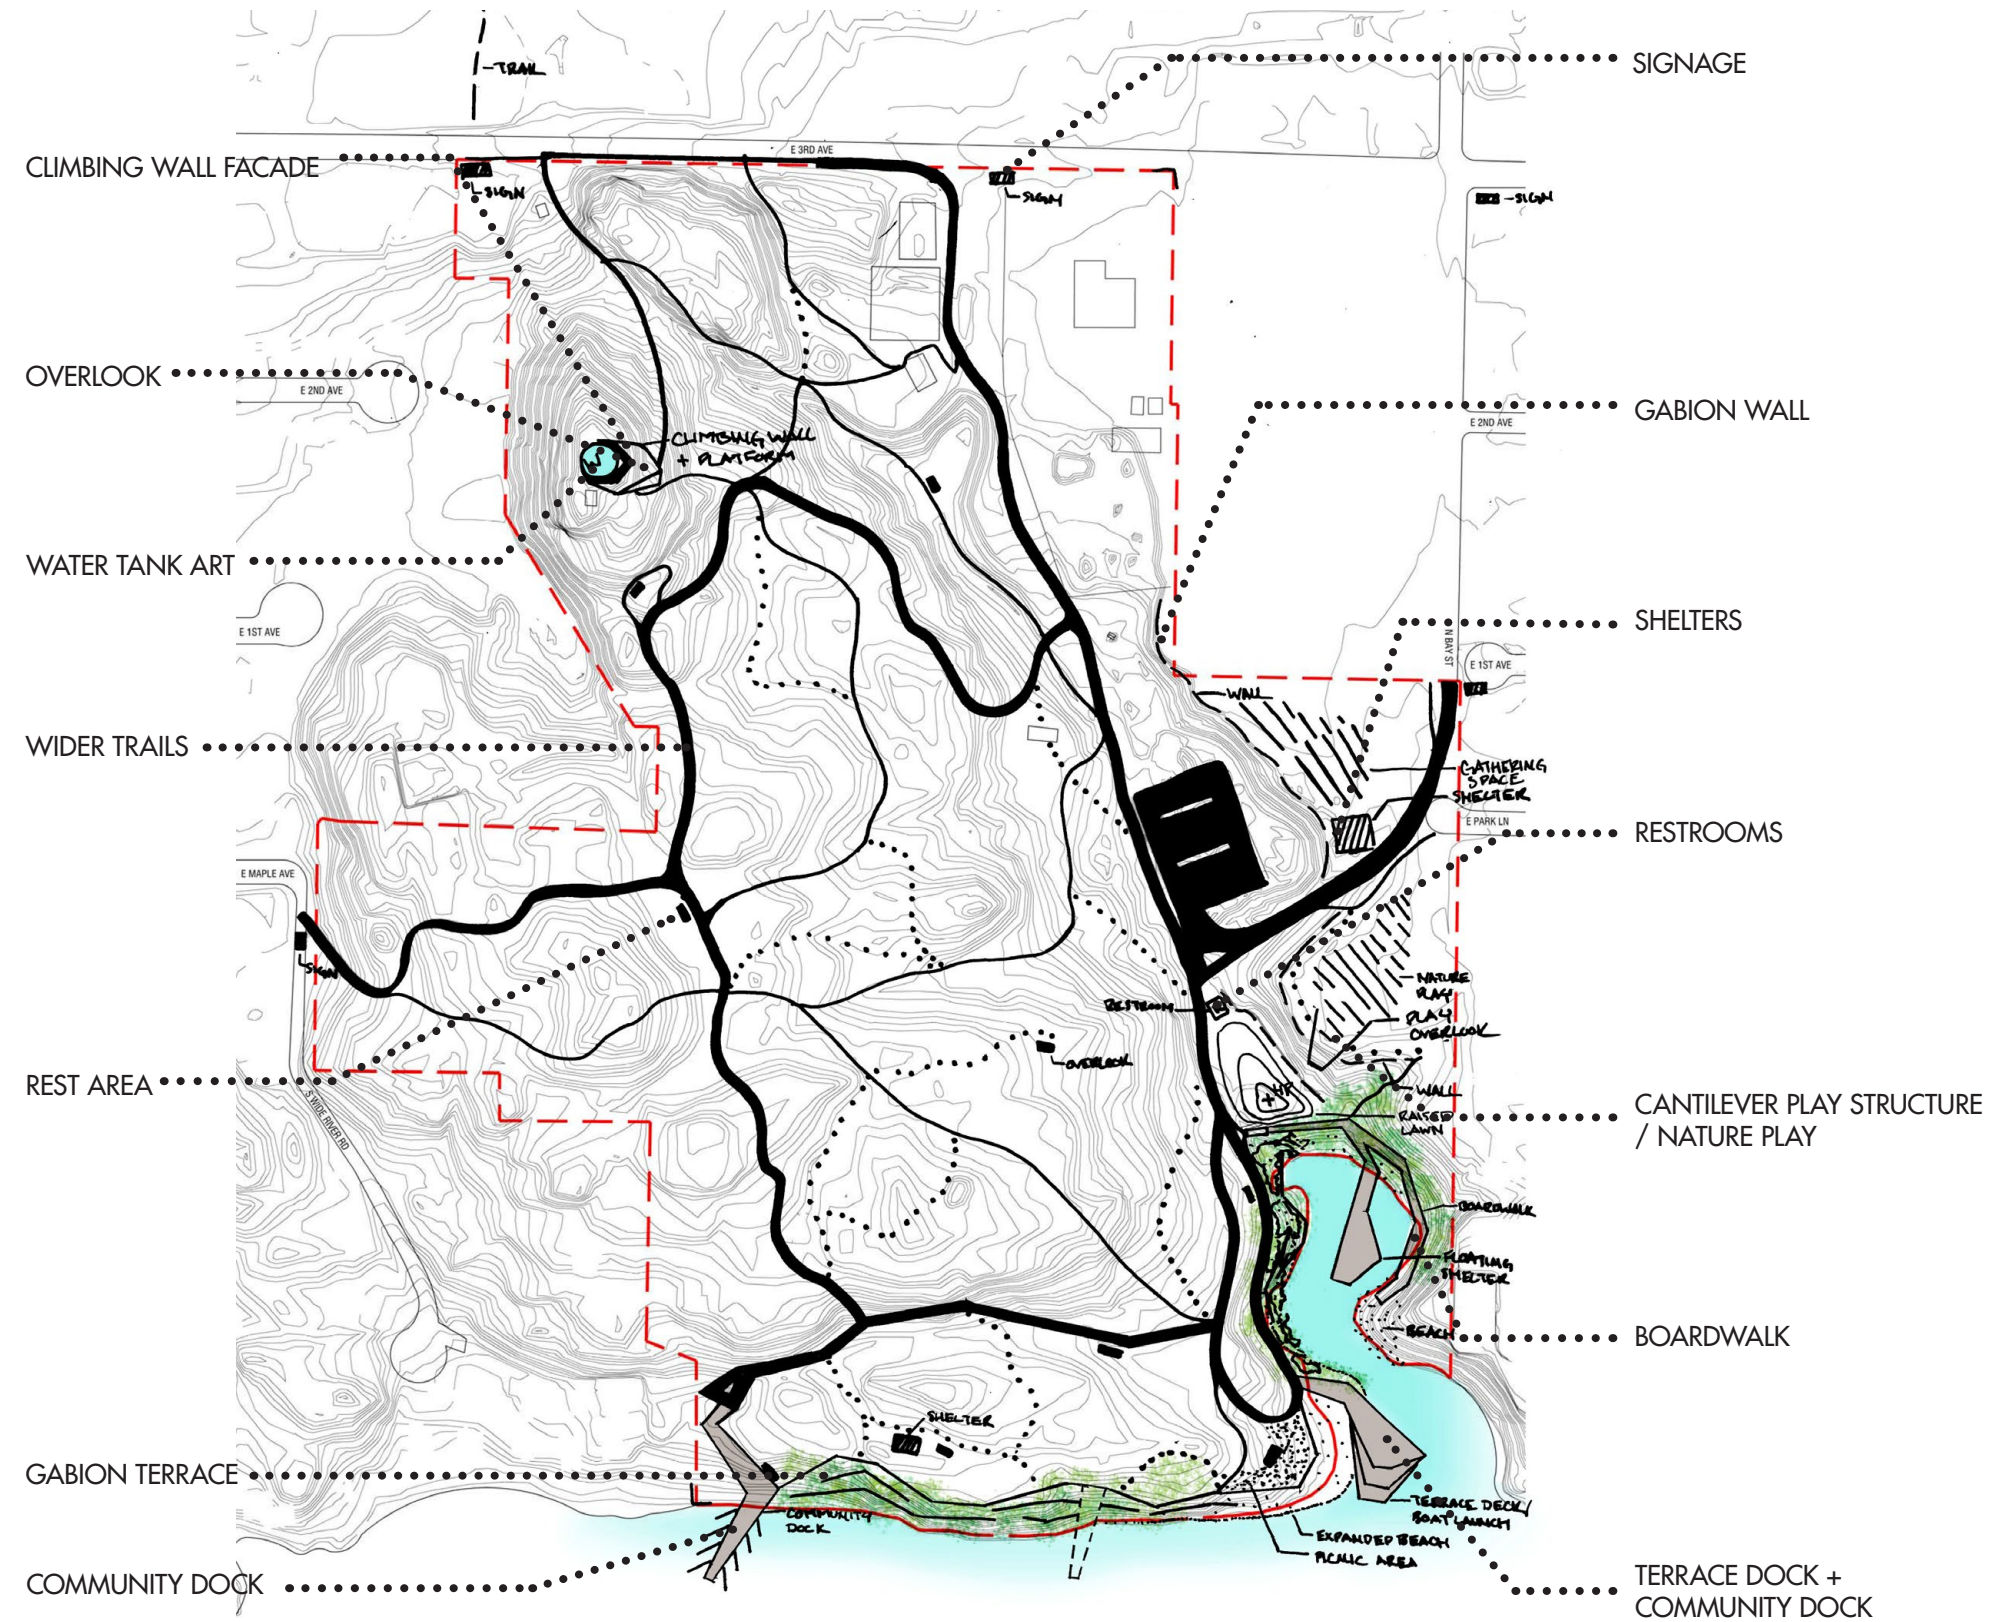 TRAIL
SIGNAGE
E 3RD AVE
CLIMBING WALL FACADE
SIGN
SIGN
SIGN
OVERLOOK
E 2ND AVE
GABION WALL
E 2ND AVE
CLIMBING WALL
+ PLATFORM
W
WATER TANK ART
E 1ST AVE
SHELTERS
N BAY ST
E 1ST AVE
WALL
WIDER TRAILS
GATHERING
SPACE
SHELTER
E PARK LN
RESTROOMS
E MAPLE AVE
SIGN
NATURE
PLAY
RESTROOM
PLAY
OVERLOOK
OVERLOOK
REST AREA
S WIDE RIVER RD
HP
WALL
RAISED
LAWN
CANTILEVER PLAY STRUCTURE
/ NATURE PLAY
BOARDWALK
FLOATING
SHELTER
BEACH
BOARDWALK
SHELTER
GABION TERRACE
COMMUNITY
DOCK
TERRACE DECK/
BOAT LAUNCH
EXPANDED BEACH
PICNIC AREA
COMMUNITY DOCK
TERRACE DOCK +
COMMUNITY DOCK